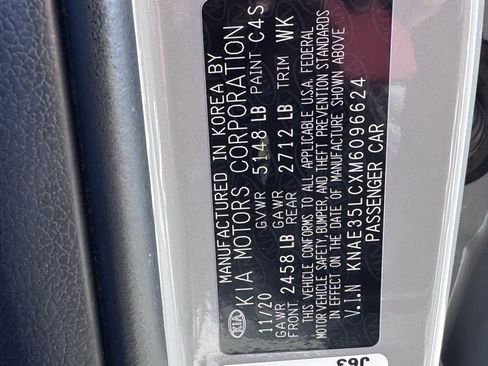 MANUFACTURED IN KOREA BY
KIA KIA MOTORS CORPORATION
11/20 GVWR 5148 LB PAINT C4S
GAWR FRONT 2458 LB GAWR REAR 2712 LB TRIM WK
THIS VEHICLE CONFORMS TO ALL APPLICABLE U.S.A. FEDERAL
MOTOR VEHICLE SAFETY, BUMPER, AND THEFT PREVENTION STANDARDS
IN EFFECT ON THE DATE OF MANUFACTURE SHOWN ABOVE
V.I.N KNAE35LCXM6096624
PASSENGER CAR
J63